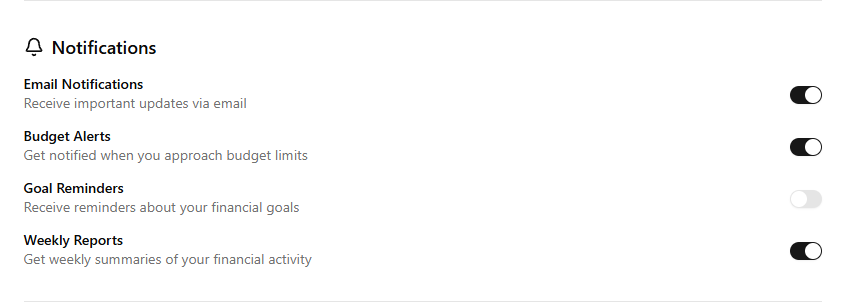 Notifications
Email Notifications
Receive important updates via email
Budget Alerts
Get notified when you approach budget limits
Goal Reminders
Receive reminders about your financial goals
Weekly Reports
Get weekly summaries of your financial activity